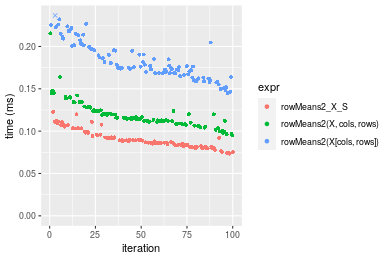 0.20
0.15
0.10
0.05
0.00
time (ms)
0
25
50
75
100
iteration
expr
rowMeans2_X_S
rowMeans2(X, cols, rows)
rowMeans2(X[cols, rows])